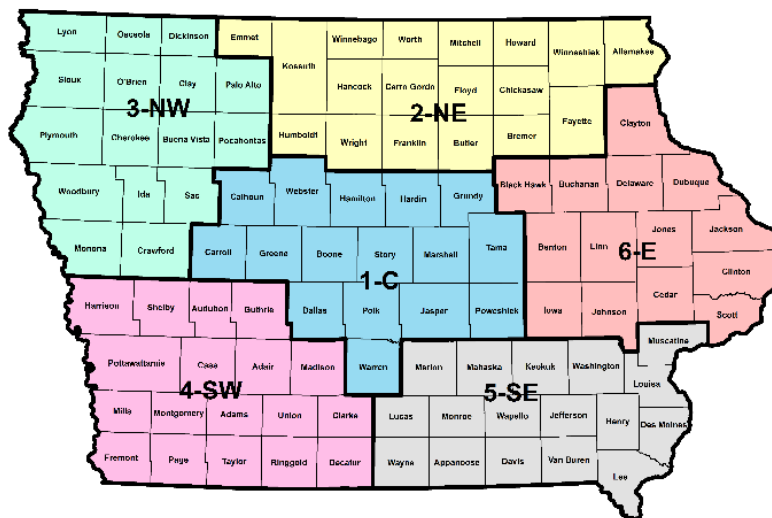 Lyon Osceola Dickinson Emmet Winnebago Worth Mitchell Howard Winneshiek Allamakee
Kossuth
Sioux O'Brien Clay Palo Alto Hancock Cerro Gordo Floyd Chickasaw
3-NW 2-NE
Plymouth Cherokee Buena Vista Pocahontas Humboldt Wright Franklin Butler Bremer Fayette Clayton
Woodbury Ida Sac Calhoun Webster Hamilton Hardin Grundy Black Hawk Buchanan Delaware Dubuque
Monona Crawford Carroll Greene Boone Story Marshall Tama Benton Linn Jones Jackson
6-E
Clinton
1-C
Harrison Shelby Audubon Guthrie Dallas Polk Jasper Poweshiek Iowa Johnson Cedar Scott
Muscatine
Pottawattamie Cass Adair Madison Warren Marion Mahaska Keokuk Washington Louisa
4-SW 5-SE
Mills Montgomery Adams Union Clarke Lucas Monroe Wapello Jefferson Henry Des Moines
Fremont Page Taylor Ringgold Decatur Wayne Appanoose Davis Van Buren Lee